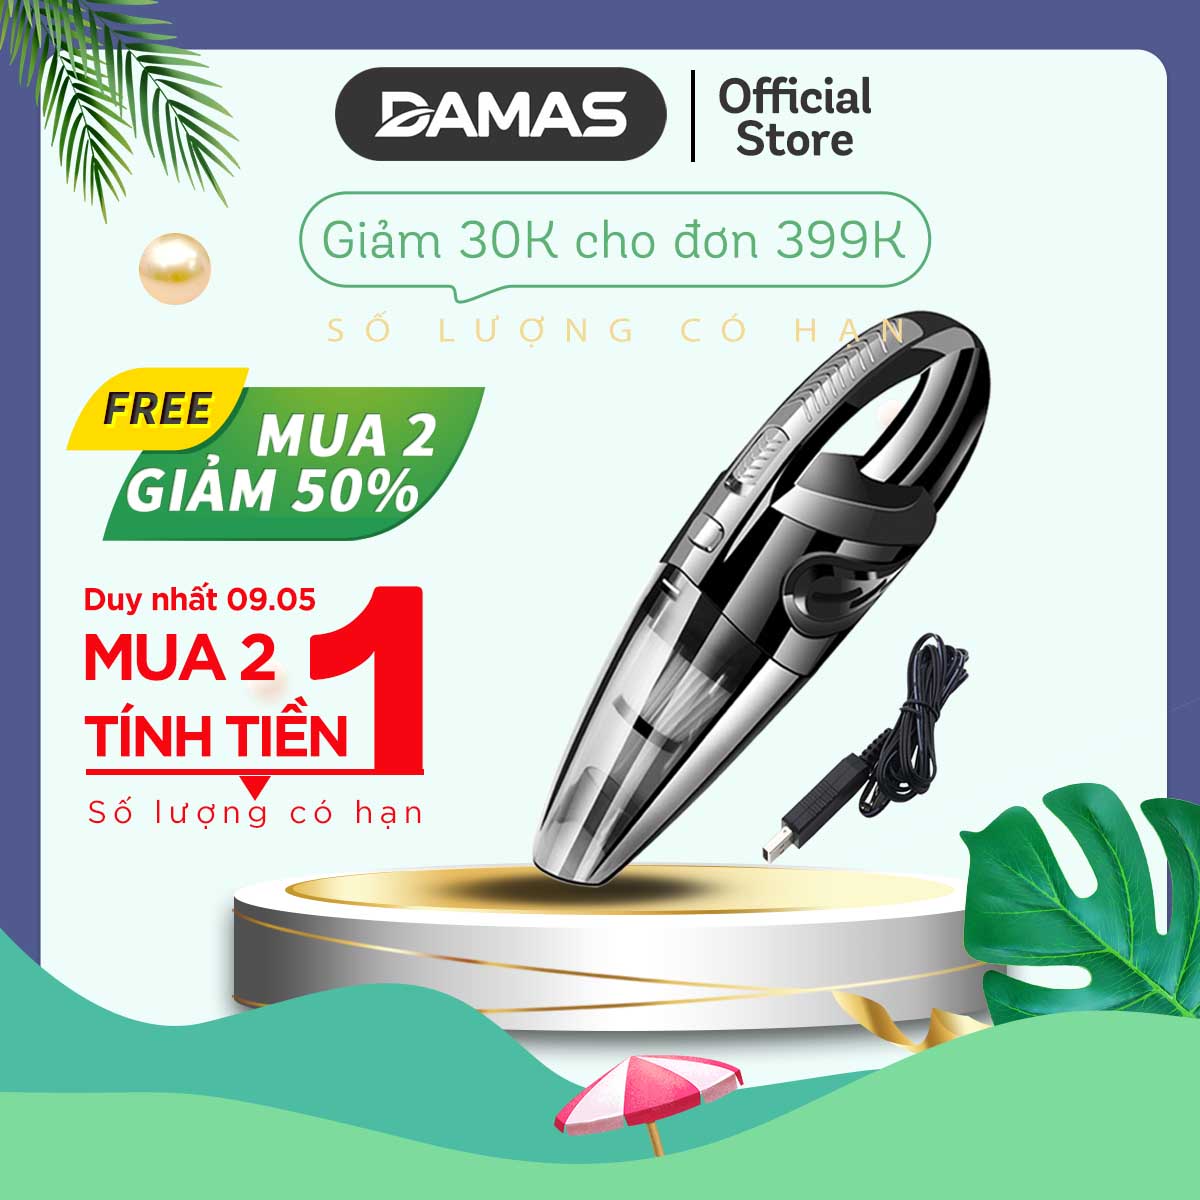 DAMAS
Official
Store
Giảm 30K cho đơn 399K
SỐ LƯỢNG CÓ HẠN
FREE
MUA 2
GIẢM 50%
Duy nhất 09.05
MUA 2
TÍNH TIỀN 1
Số lượng có hạn